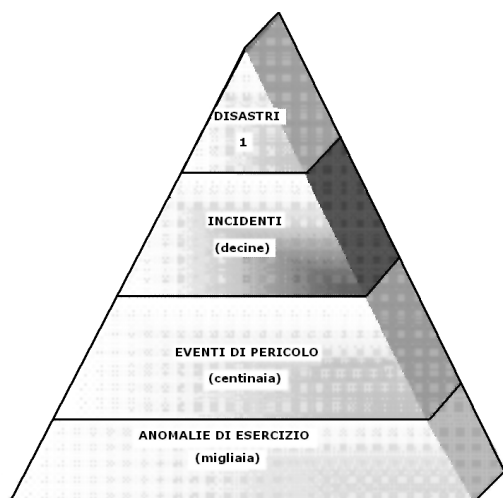 DISASTRI
1
INCIDENTI
(decine)
EVENTI DI PERICOLO
(centinaia)
ANOMALIE DI ESERCIZIO
(migliaia)